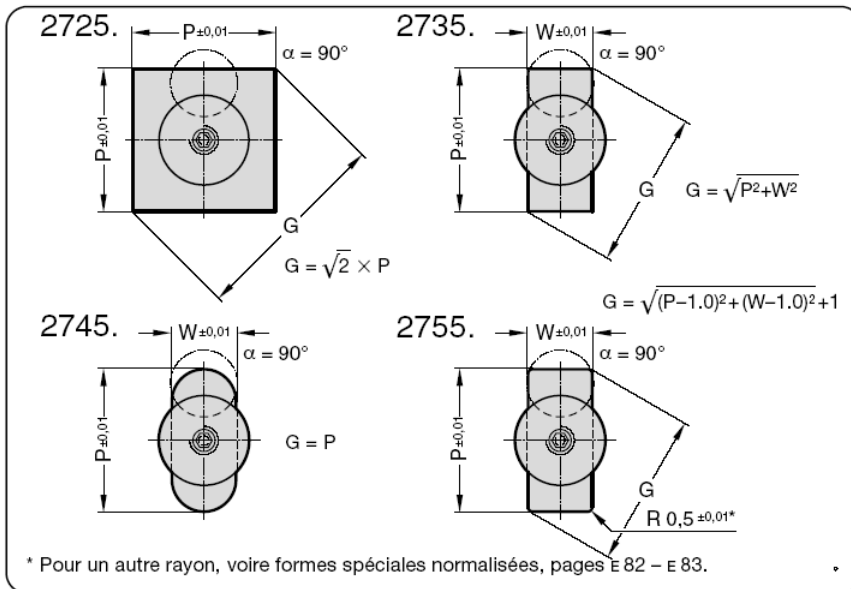 2725.
P±0,01
α = 90°
P±0,01
G
G = √2 × P
2735.
W±0,01
α = 90°
P±0,01
G
G = √P²+W²
2745.
W±0,01
α = 90°
P±0,01
G = P
G = √(P–1.0)²+(W–1.0)²+1
2755.
W±0,01
α = 90°
P±0,01
G
R 0,5 ±0,01*
* Pour un autre rayon, voire formes spéciales normalisées, pages E 82 – E 83.